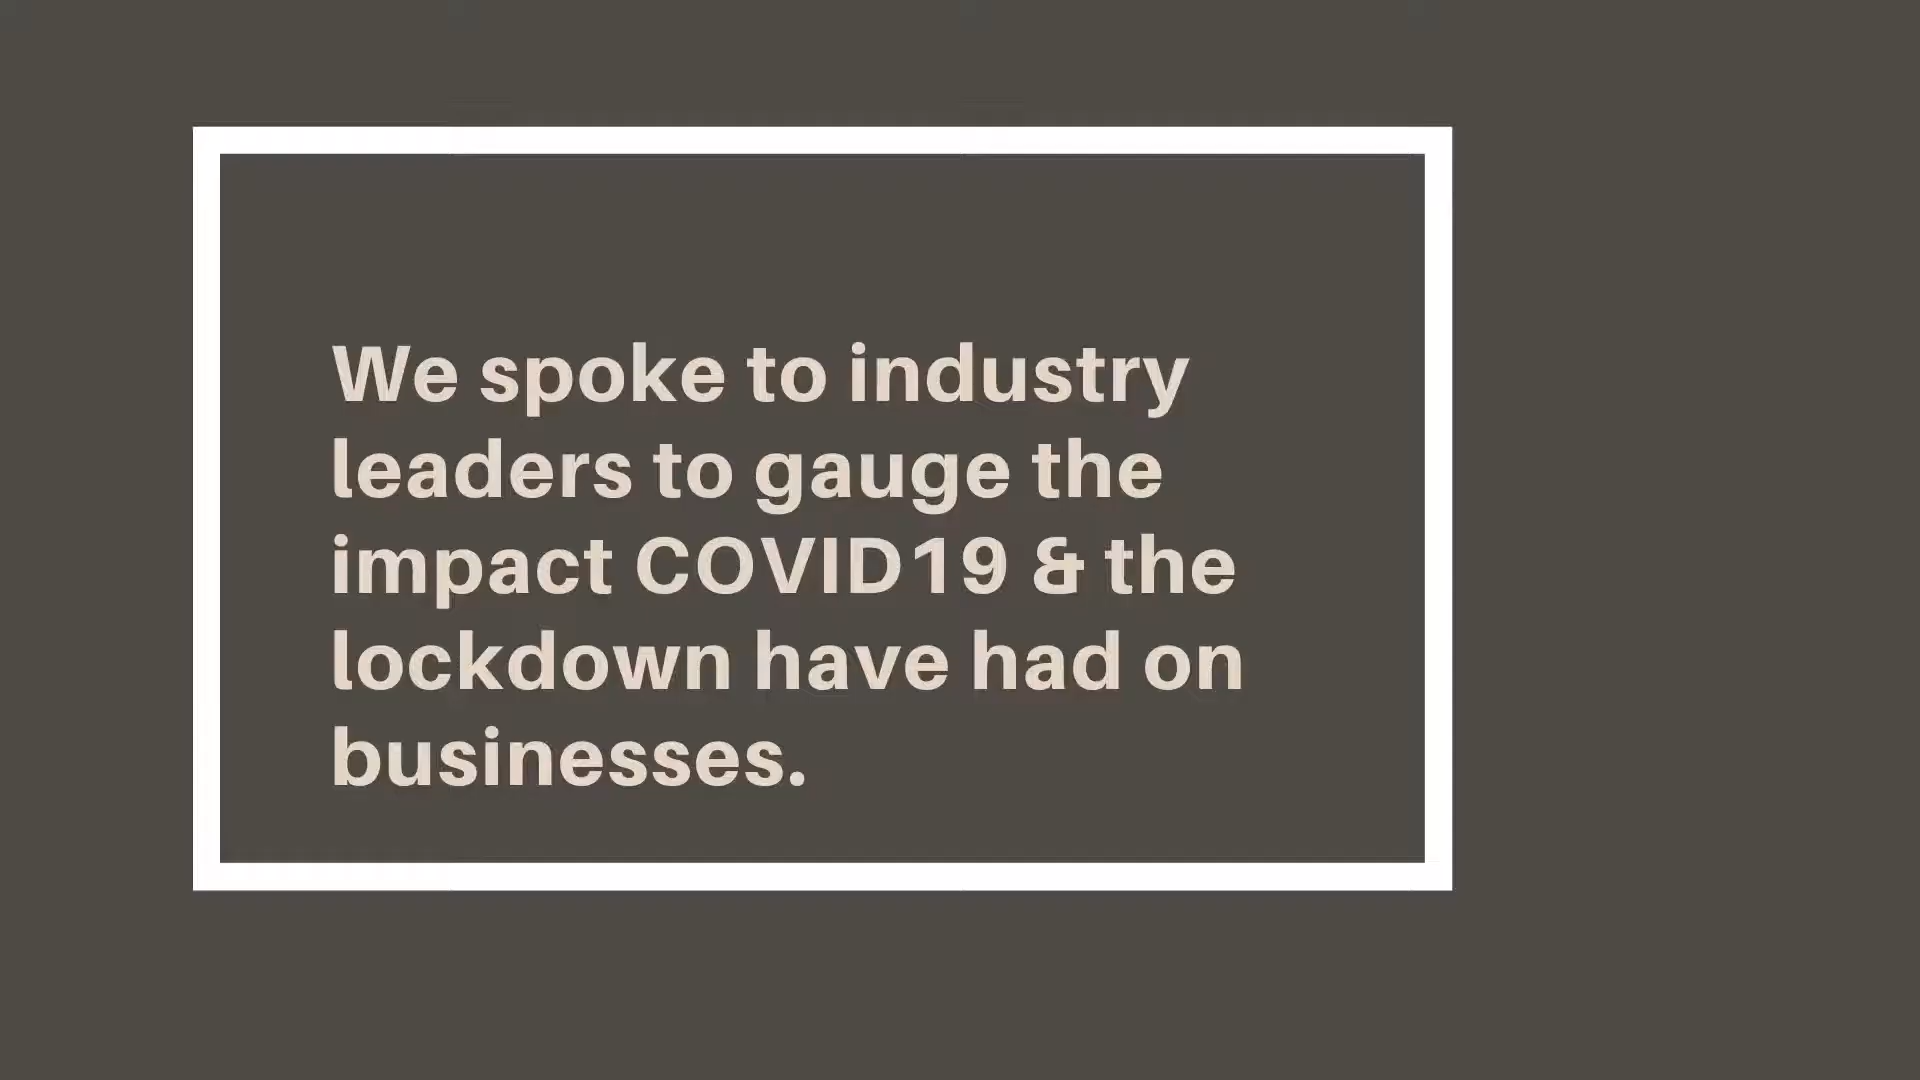 We spoke to industry
leaders to gauge the
impact COVID19 & the
lockdown have had on
businesses.